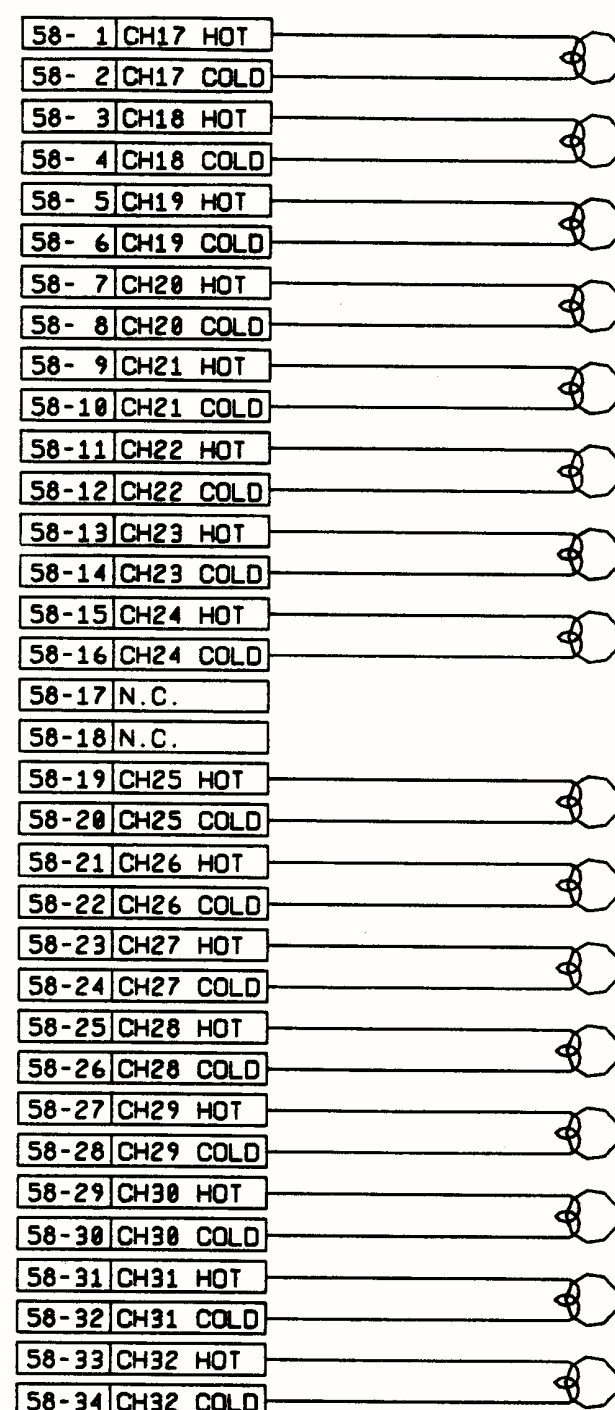 58- 1 CH17 HOT
58- 2 CH17 COLD
58- 3 CH18 HOT
58- 4 CH18 COLD
58- 5 CH19 HOT
58- 6 CH19 COLD
58- 7 CH20 HOT
58- 8 CH20 COLD
58- 9 CH21 HOT
58-10 CH21 COLD
58-11 CH22 HOT
58-12 CH22 COLD
58-13 CH23 HOT
58-14 CH23 COLD
58-15 CH24 HOT
58-16 CH24 COLD
58-17 N.C.
58-18 N.C.
58-19 CH25 HOT
58-20 CH25 COLD
58-21 CH26 HOT
58-22 CH26 COLD
58-23 CH27 HOT
58-24 CH27 COLD
58-25 CH28 HOT
58-26 CH28 COLD
58-27 CH29 HOT
58-28 CH29 COLD
58-29 CH30 HOT
58-30 CH30 COLD
58-31 CH31 HOT
58-32 CH31 COLD
58-33 CH32 HOT
58-34 CH32 COLD